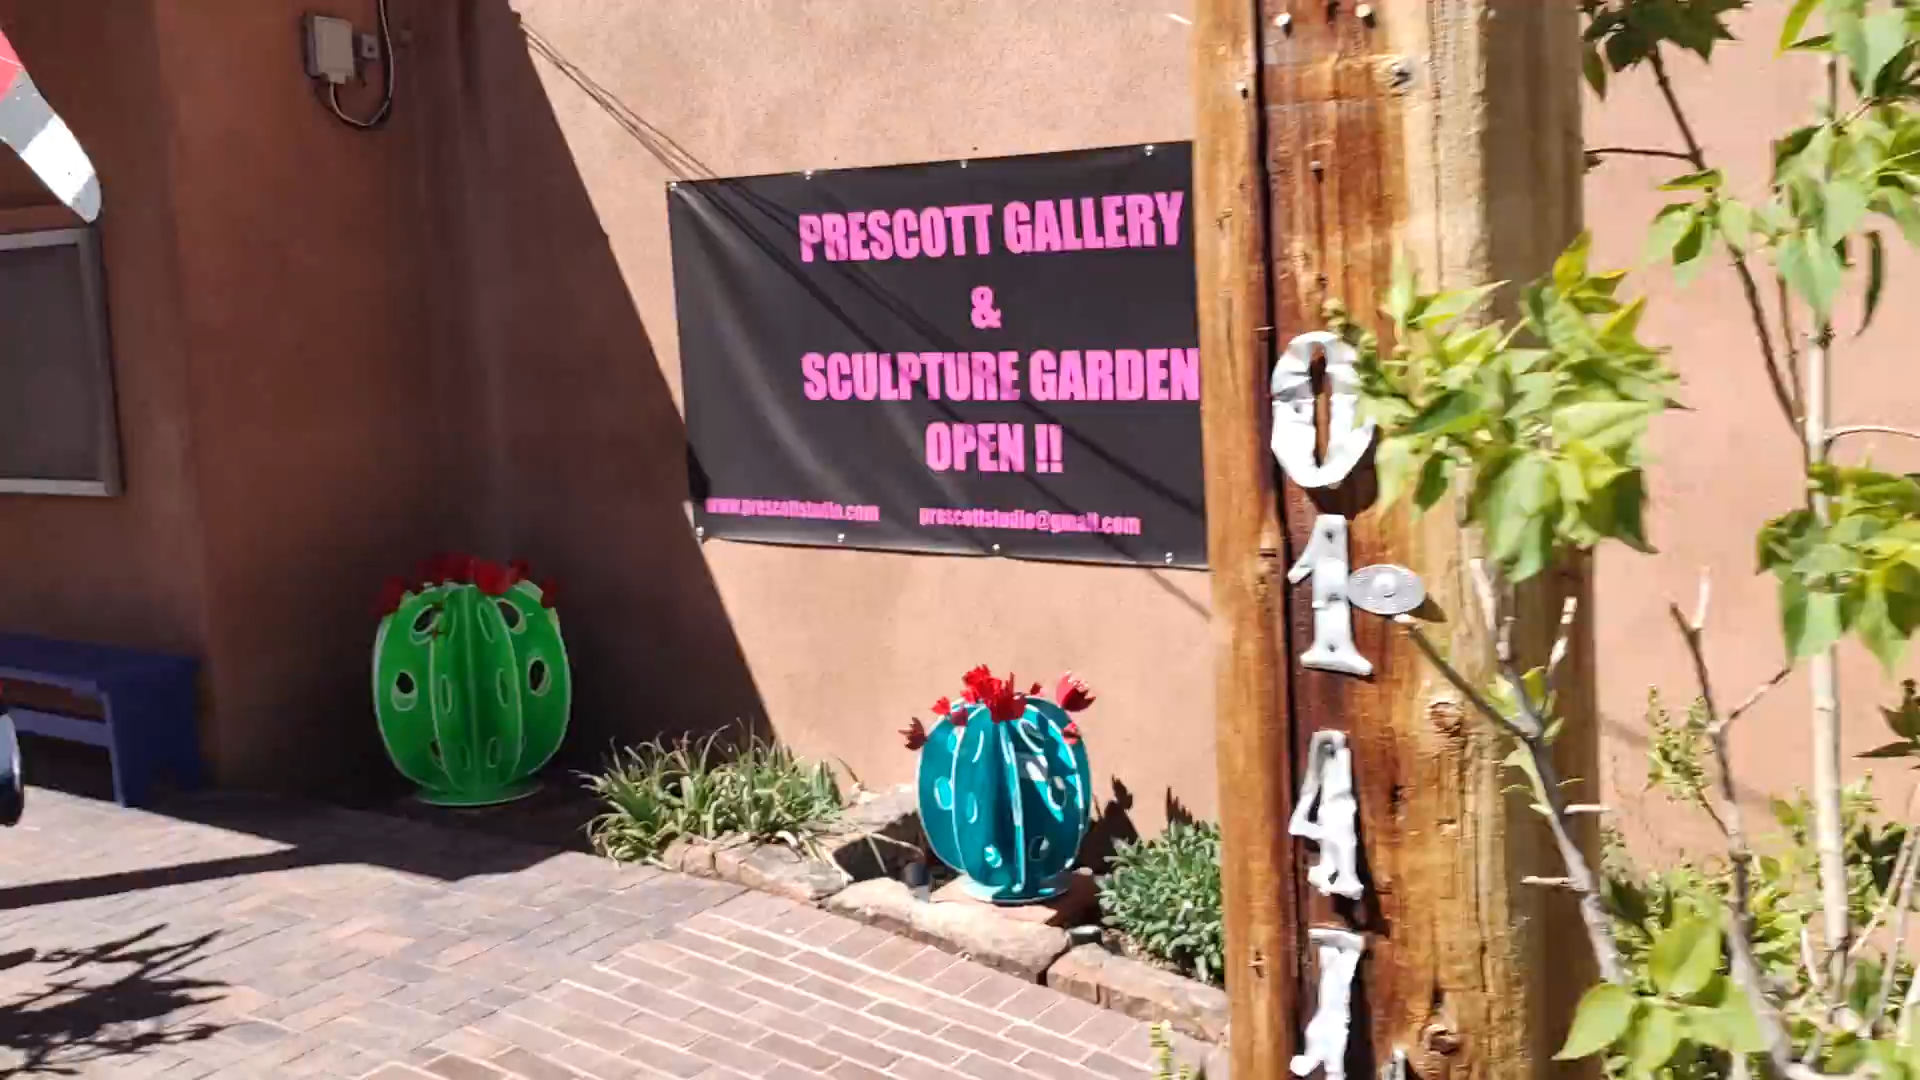 PRESCOTT GALLERY
&
SCULPTURE GARDEN
OPEN !!
www.prescottstudio.com prescottstudio@gmail.com
0
1
4
1